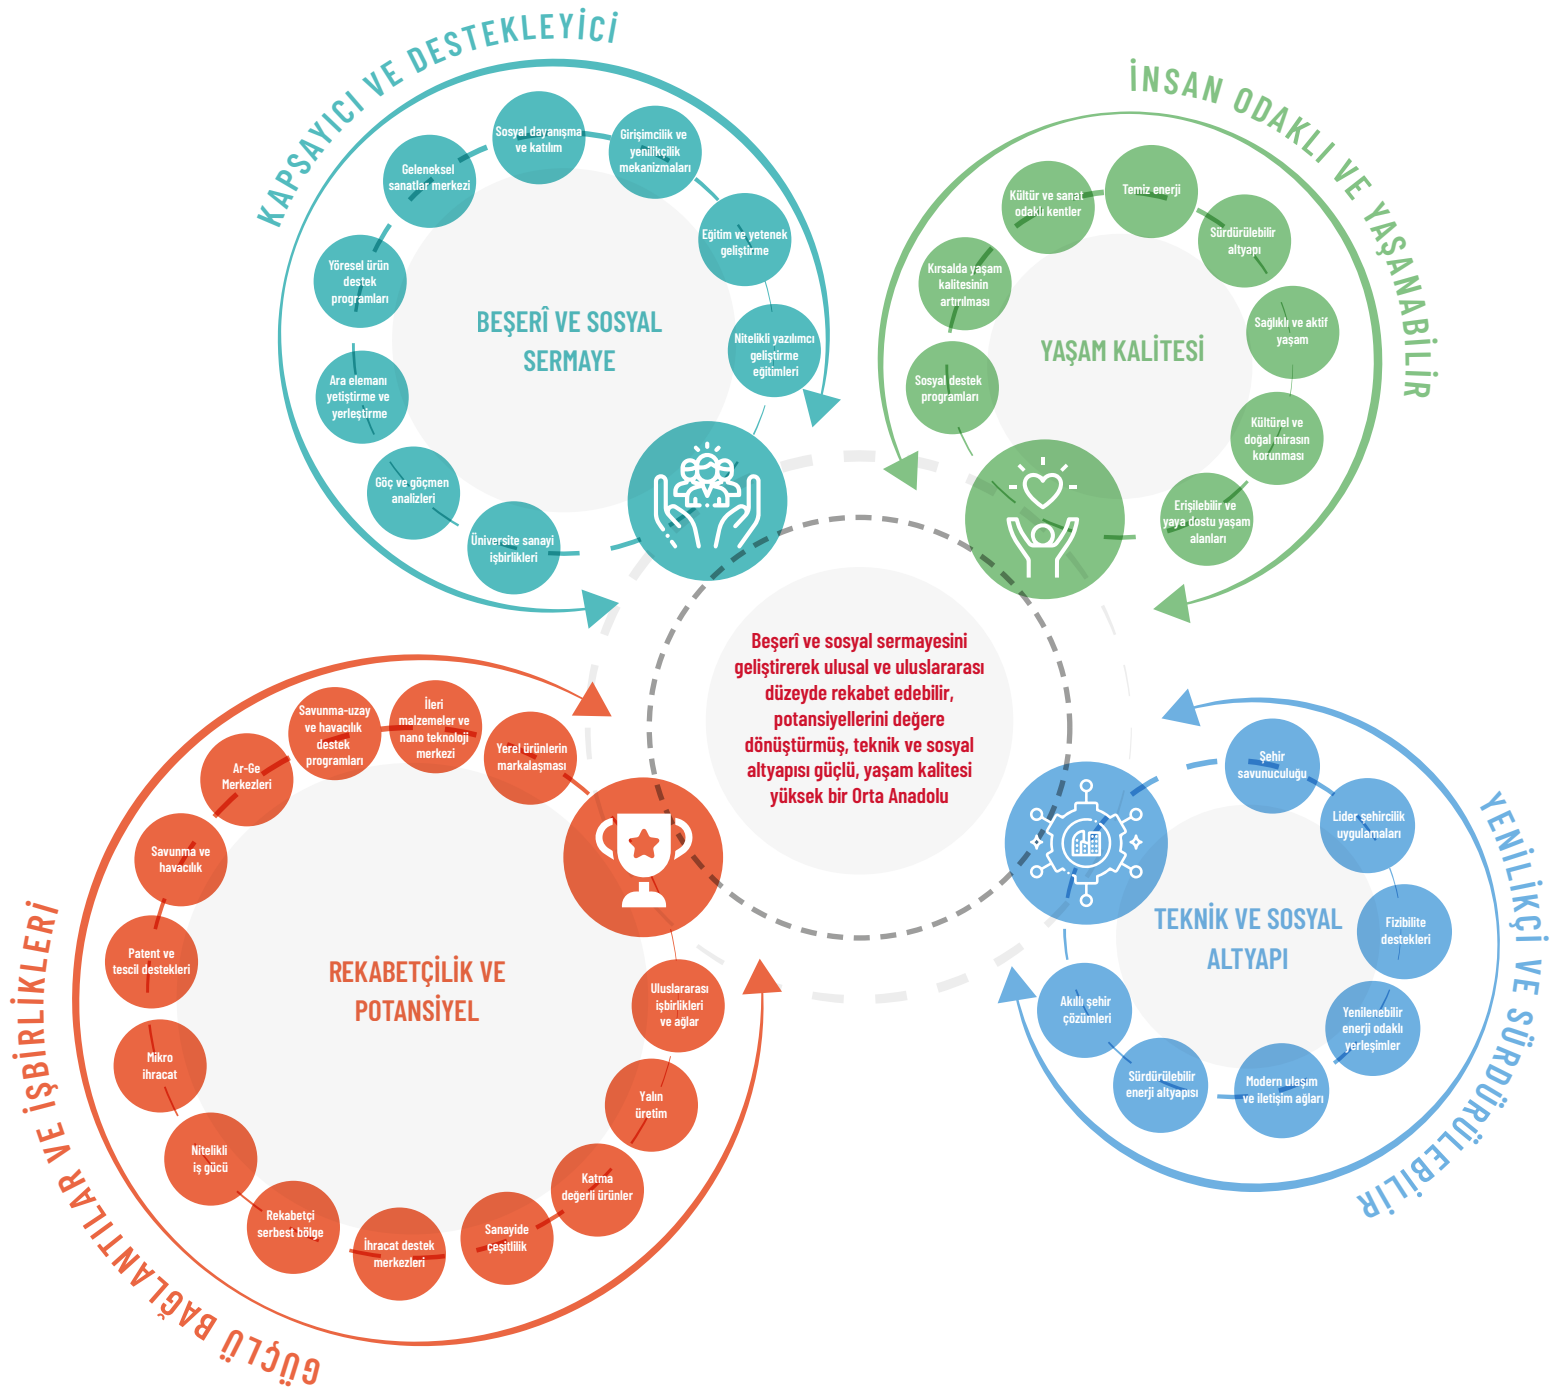 KAPSAYICI VE DESTEKLEYİCİ
Sosyal dayanışma
ve katılım
Girişimcilik ve
yenilikçilik
mekanizmaları
Geleneksel
sanatlar merkezi
Eğitim ve yetenek
geliştirme
Yöresel ürün
destek
programları
BEŞERÎ VE SOSYAL
SERMAYE
Nitelikli yazılımcı
geliştirme
eğitimleri
Ara elemanı
yetiştirme ve
yerleştirme
Göç ve göçmen
analizleri
Üniversite sanayi
işbirlikleri
İNSAN ODAKLI VE YAŞANABİLİR
Temiz enerji
Kültür ve sanat
odaklı kentler
Sürdürülebilir
altyapı
Kırsalda yaşam
kalitesinin
artırılması
Sağlıklı ve aktif
yaşam
YAŞAM KALİTESİ
Sosyal destek
programları
Kültürel ve
doğal mirasın
korunması
Erişilebilir ve
yaya dostu yaşam
alanları
Beşerî ve sosyal sermayesini
geliştirerek ulusal ve uluslararası
düzeyde rekabet edebilir,
potansiyellerini değere
dönüştürmüş, teknik ve sosyal
altyapısı güçlü, yaşam kalitesi
yüksek bir Orta Anadolu
GÜÇLÜ BAĞLANTILAR VE İŞBİRLİKLERİ
Savunma-uzay
ve havacılık
destek
programları
İleri
malzemeler ve
nano teknoloji
merkezi
Yerel ürünlerin
markalaşması
Ar-Ge
Merkezleri
Savunma ve
havacılık
Patent ve
tescil destekleri
REKABETÇİLİK VE
POTANSİYEL
Uluslararası
işbirlikleri
ve ağlar
Mikro
ihracat
Yalın
üretim
Nitelikli
iş gücü
Katma
değerli ürünler
Rekabetçi
serbest bölge
İhracat destek
merkezleri
Sanayide
çeşitlilik
YENİLİKÇİ VE SÜRDÜRÜLEBİLİR
Şehir
savunuculuğu
Lider şehircilik
uygulamaları
TEKNİK VE SOSYAL
ALTYAPI
Fizibilite
destekleri
Akıllı şehir
çözümleri
Yenilenebilir
enerji odaklı
yerleşimler
Sürdürülebilir
enerji altyapısı
Modern ulaşım
ve iletişim ağları